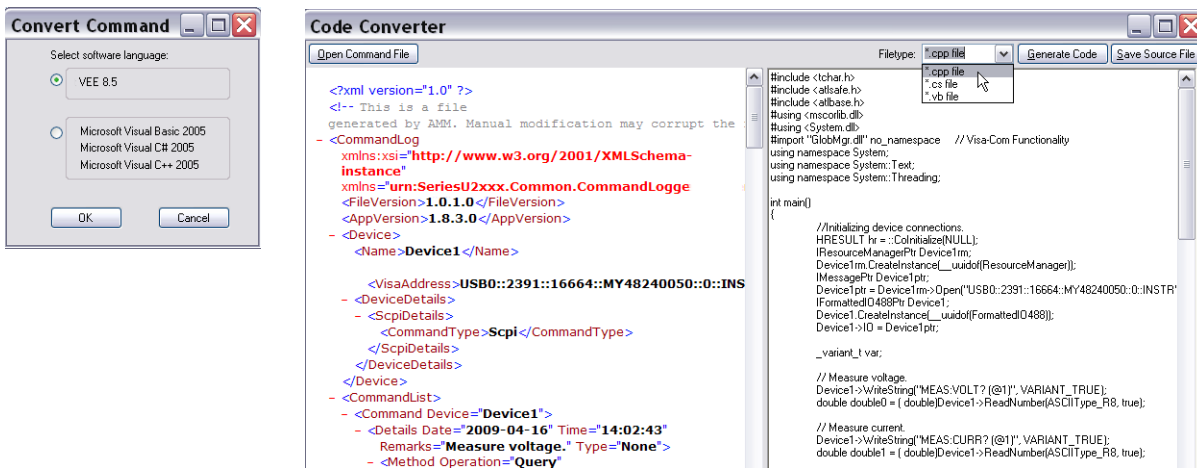 Convert Command
Select software language:
VEE 8.5
Microsoft Visual Basic 2005
Microsoft Visual C# 2005
Microsoft Visual C++ 2005
OK
Cancel
Code Converter
Open Command File
Filetype:
*.cpp file
Generate Code
Save Source File
*.cpp file
*.cs file
*.vb file
<?xml version="1.0" ?>
<!-- This is a file
generated by AMM. Manual modification may corrupt the
- <CommandLog
xmlns:xsi="http://www.w3.org/2001/XMLSchema-
instance"
xmlns="urn:SeriesU2xxx.Common.CommandLogge
<FileVersion>1.0.1.0</FileVersion>
<AppVersion>1.8.3.0</AppVersion>
- <Device>
<Name>Device1</Name>
<VisaAddress>USB0::2391::16664::MY48240050::0::INS
- <DeviceDetails>
- <ScpiDetails>
<CommandType>Scpi</CommandType>
</ScpiDetails>
</DeviceDetails>
</Device>
- <CommandList>
- <Command Device="Device1">
- <Details Date="2009-04-16" Time="14:02:43"
Remarks="Measure voltage." Type="None">
- <Method Operation="Query"
#include <tchar.h>
#include <atlsafe.h>
#include <atlbase.h>
#using <mscorlib.dll>
#using <System.dll>
#import "GlobMgr.dll" no_namespace // Visa-Com Functionality
using namespace System;
using namespace System::Text;
using namespace System::Threading;
int main()
{
//Initializing device connections.
HRESULT hr = ::CoInitialize(NULL);
IResourceManagerPtr Device1rm;
Device1rm.CreateInstance(__uuidof(ResourceManager));
IMessagePtr Device1ptr;
Device1ptr = Device1rm->Open("USB0::2391::16664::MY48240050::0::INSTR"
IFormattedIO488Ptr Device1;
Device1.CreateInstance(__uuidof(FormattedIO488));
Device1->IO = Device1ptr;
_variant_t var;
// Measure voltage.
Device1->WriteString("MEAS:VOLT? (@1)", VARIANT_TRUE);
double double0 = ( double)Device1->ReadNumber(ASCIIType_R8, true);
// Measure current.
Device1->WriteString("MEAS:CURR? (@1)", VARIANT_TRUE);
double double1 = ( double)Device1->ReadNumber(ASCIIType_R8, true);